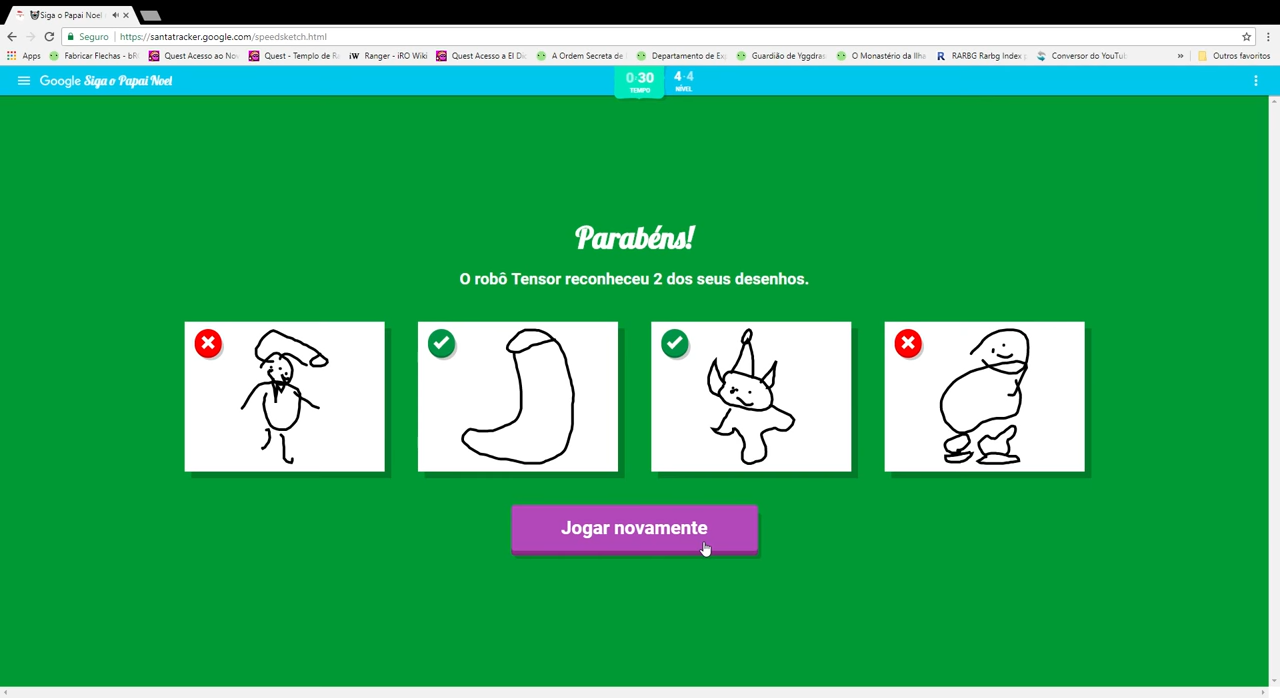 Siga o Papai Noel
Seguro https://santatracker.google.com/speedsketch.html
Apps Fabricar Flechas - bR Quest Acesso ao No Quest - Templo de R iW Ranger - iRO Wiki Quest Acesso a El Di A Ordem Secreta de Departamento de Ex Guardião de Yggdras O Monastério da Ilha R RARBG Rarbg Index Conversor do YouTu » Outros favoritos
Google Siga o Papai Noel
0:30 4·4
TEMPO NÍVEL
Parabéns!
O robô Tensor reconheceu 2 dos seus desenhos.
Jogar novamente